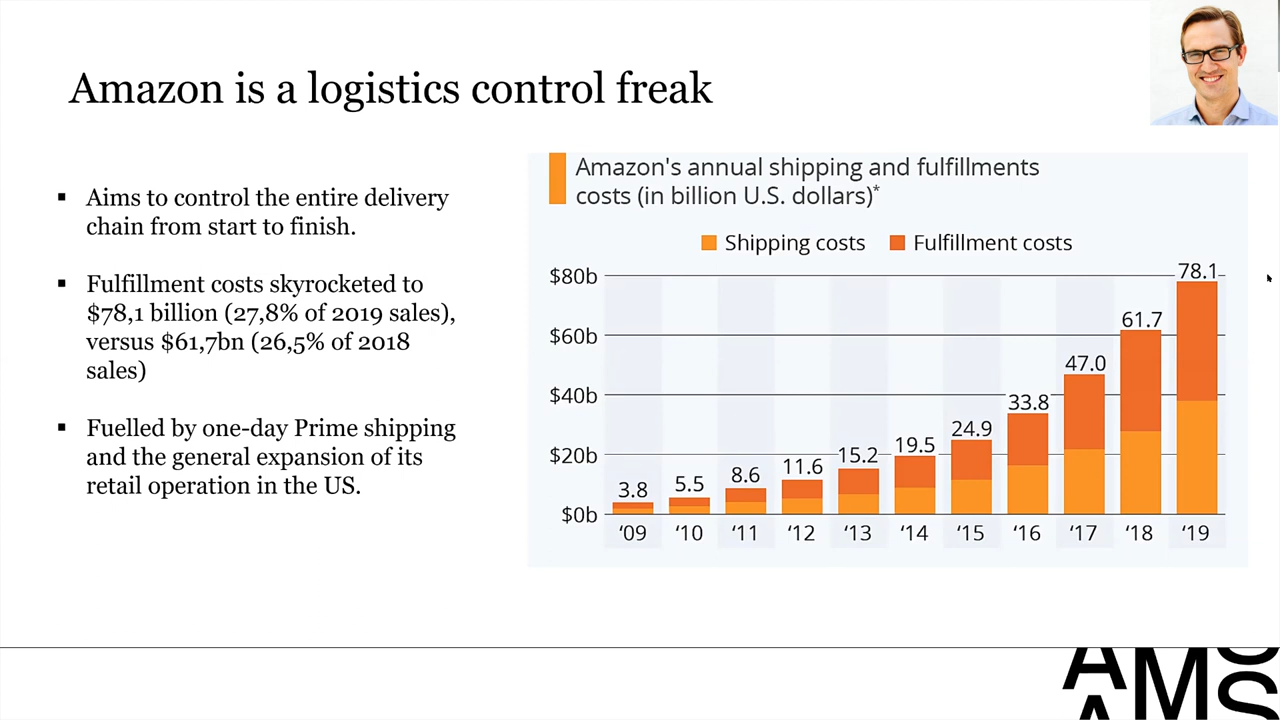 Amazon is a logistics control freak
▪ Aims to control the entire delivery
chain from start to finish.
▪ Fulfillment costs skyrocketed to
$78,1 billion (27,8% of 2019 sales),
versus $61,7bn (26,5% of 2018
sales)
▪ Fuelled by one-day Prime shipping
and the general expansion of its
retail operation in the US.
Amazon's annual shipping and fulfillments
costs (in billion U.S. dollars)*
Shipping costs Fulfillment costs
$80b
$60b
$40b
$20b
$0b
3.8 5.5 8.6 11.6 15.2 19.5 24.9 33.8 47.0 61.7 78.1
‘09 ‘10 ‘11 ‘12 ‘13 ‘14 ‘15 ‘16 ‘17 ‘18 ‘19
AMS
AMS